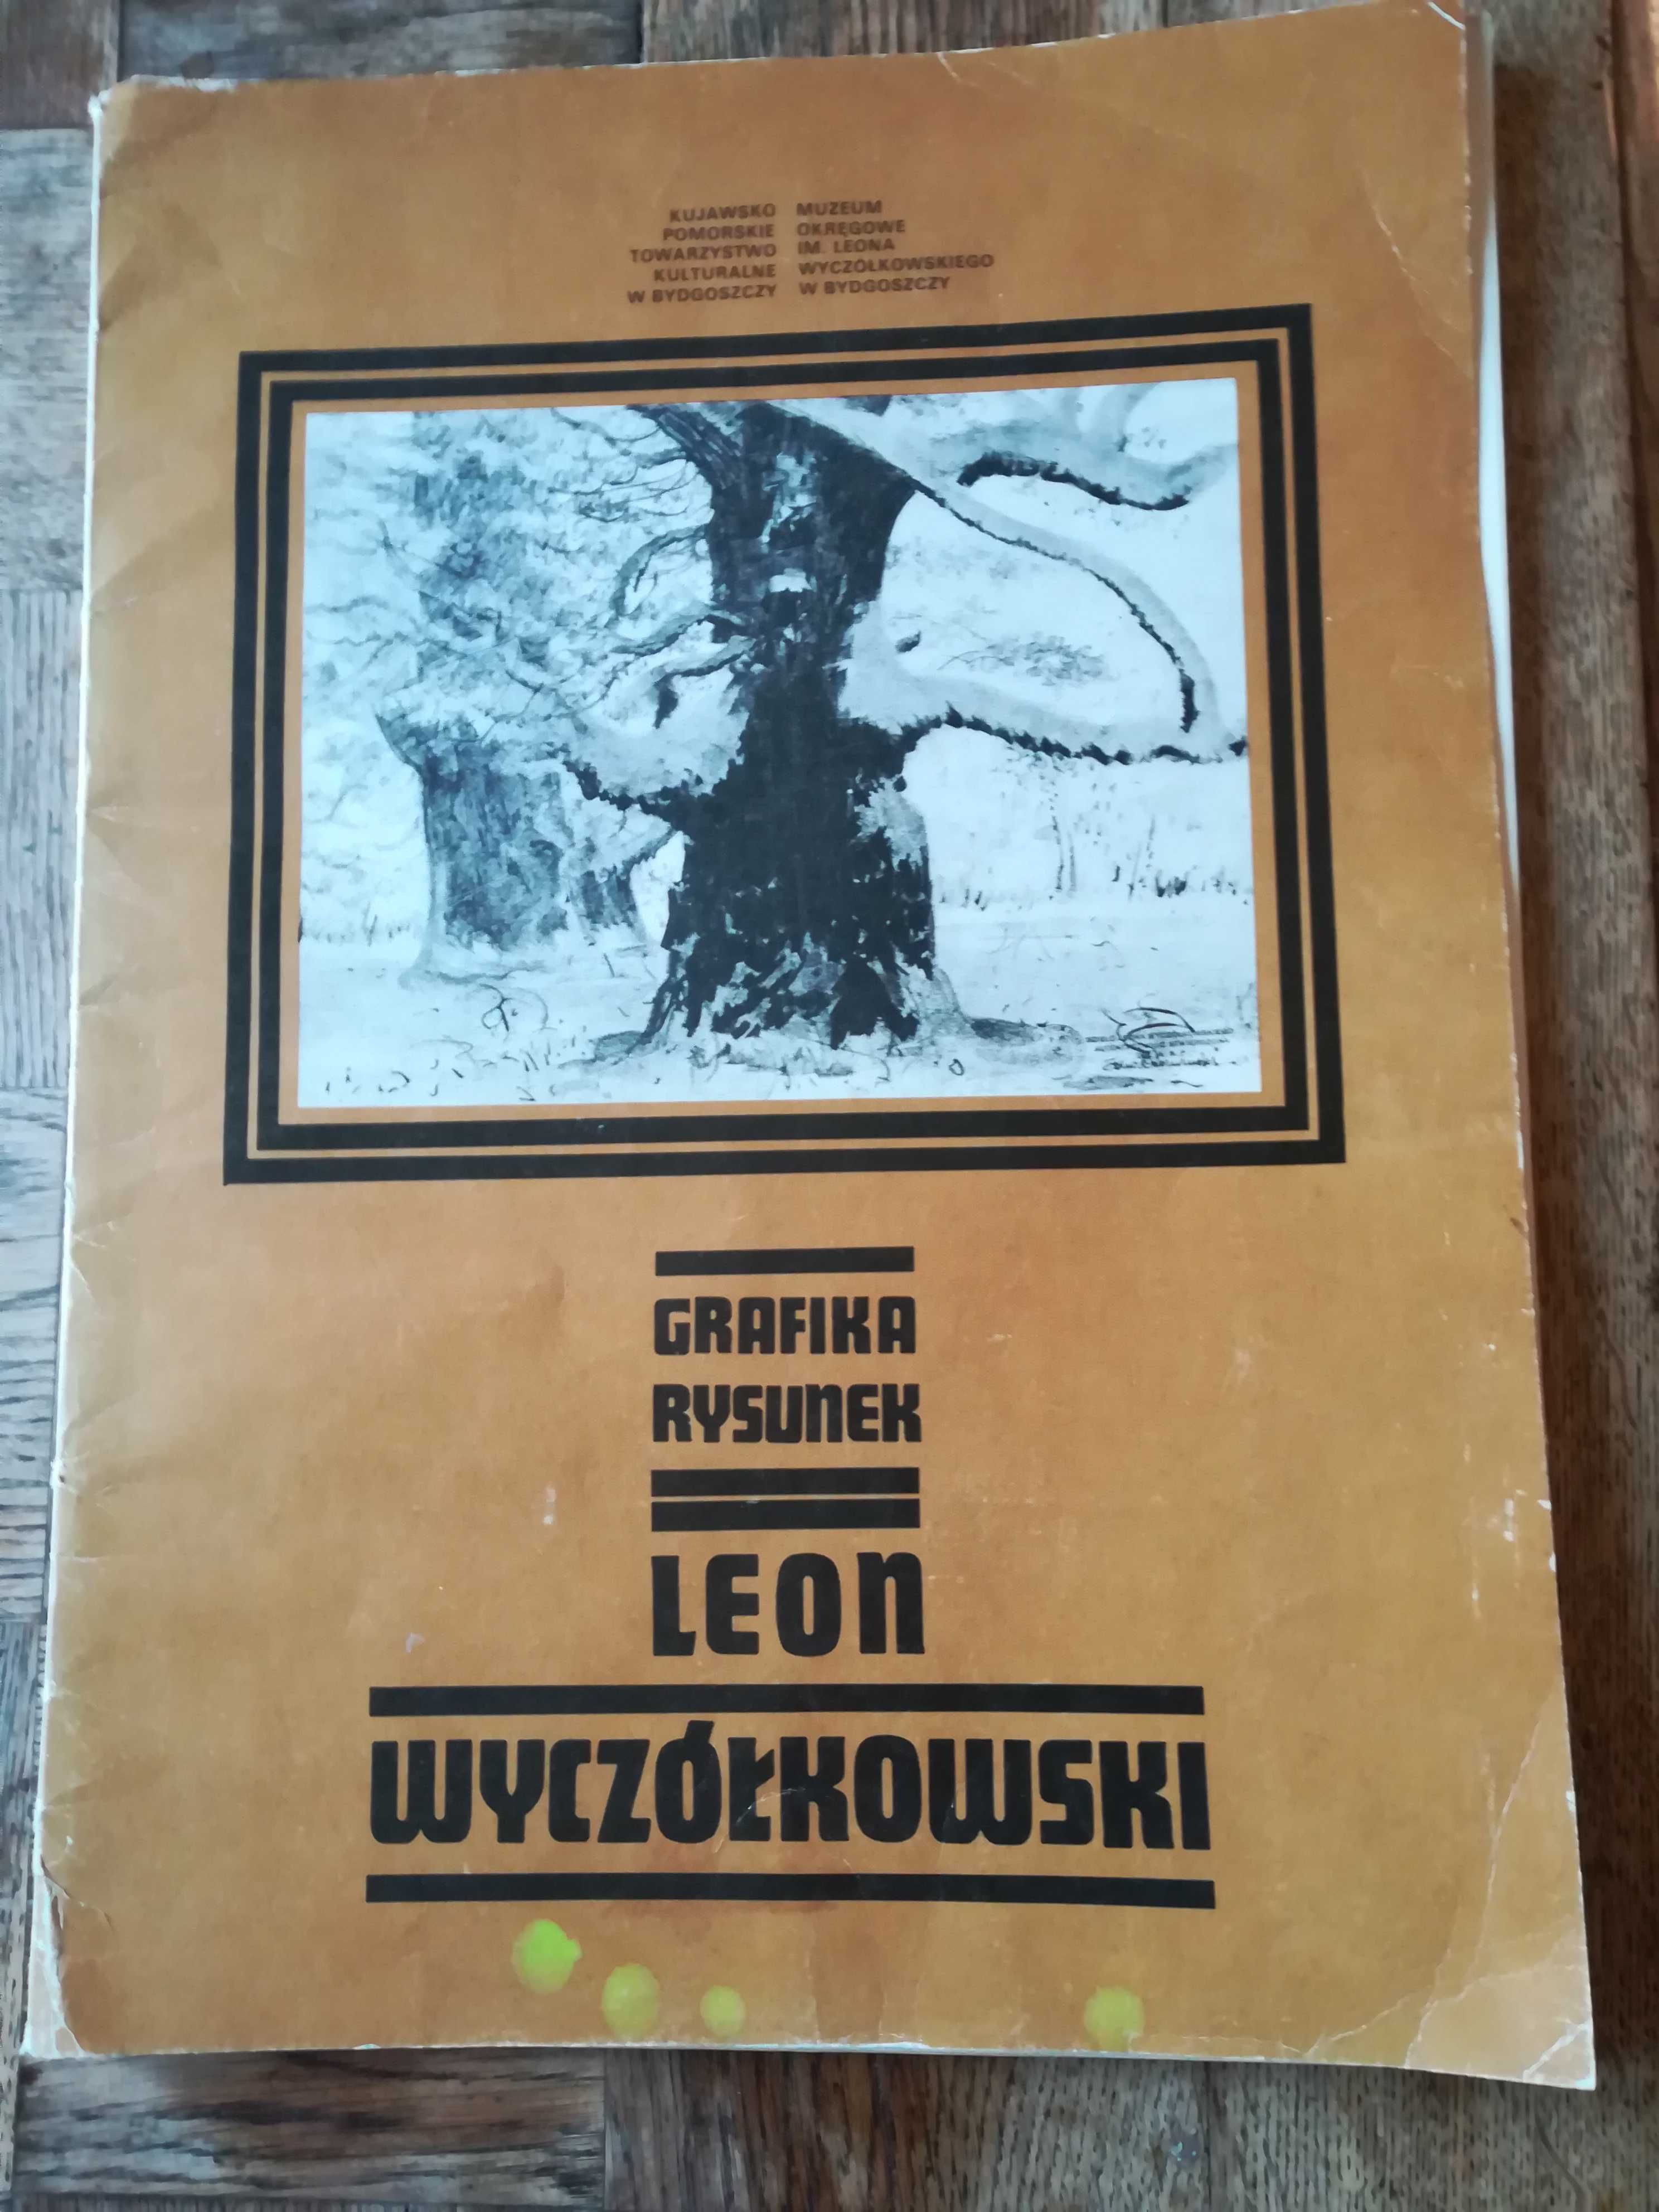 KUJAWSKO
POMORSKIE
TOWARZYSTWO
KULTURALNE
W BYDGOSZCZY
MUZEUM
OKRĘGOWE
IM. LEONA
WYCZÓŁKOWSKIEGO
W BYDGOSZCZY
GRAFIKA
RYSUNEK
LEON
WYCZÓŁKOWSKI